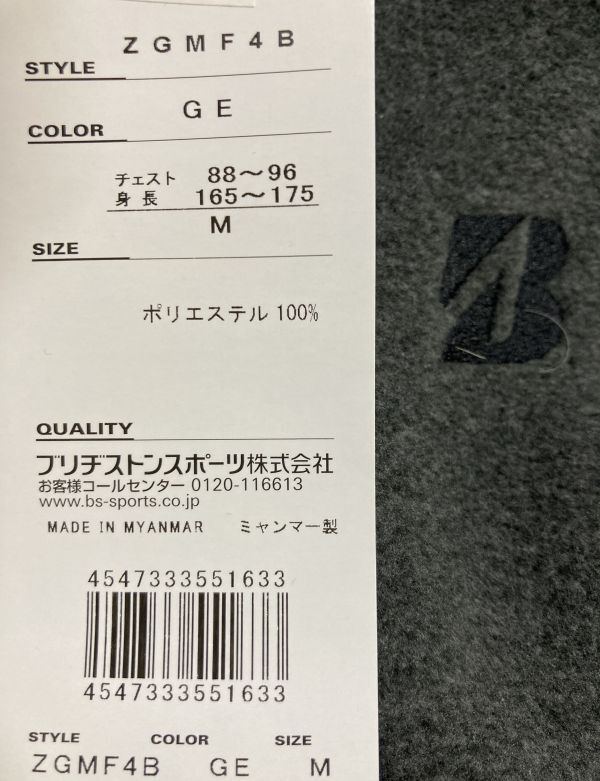 ZGMF4B
STYLE
GE
COLOR
チェスト 88～96
身長 165～175
M
SIZE
ポリエステル 100%
QUALITY
ブリヂストンスポーツ株式会社
お客様コールセンター 0120-116613
www.bs-sports.co.jp
MADE IN MYANMAR ミャンマー製
4547333551633
4547333551633
STYLE COLOR SIZE
ZGMF4B GE M
B